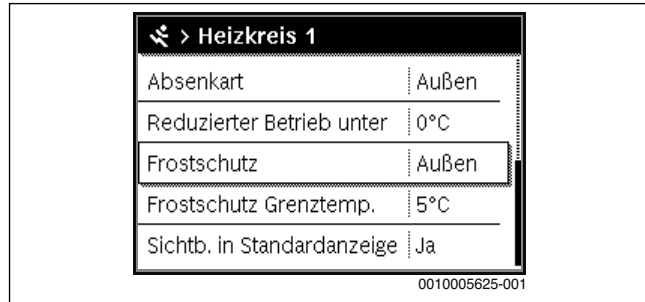 > Heizkreis 1
Absenkart Außen
Reduzierter Betrieb unter 0°C
Frostschutz Außen
Frostschutz Grenztemp. 5°C
Sichtb. in Standardanzeige Ja
0010005625-001